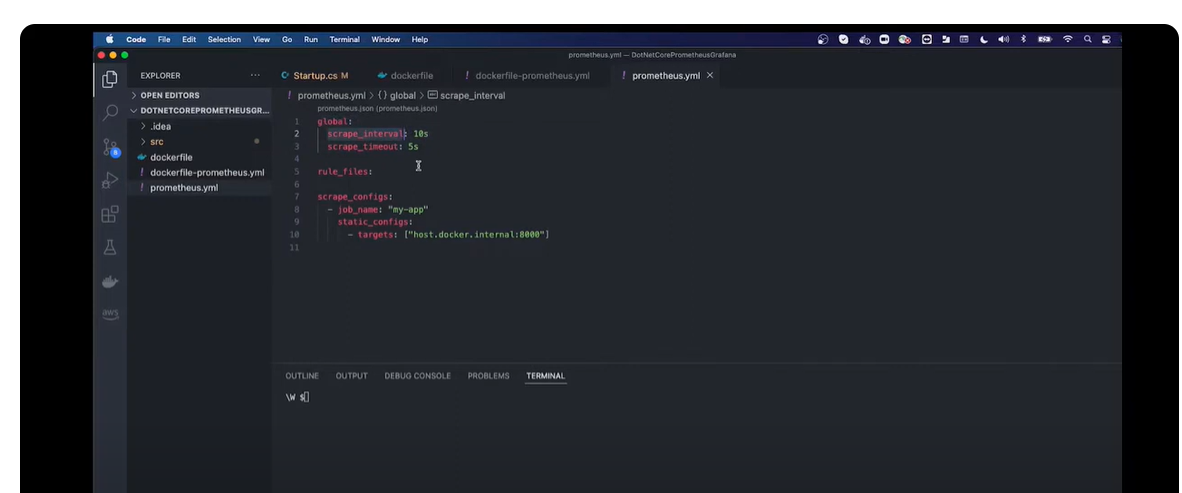 Code File Edit Selection View Go Run Terminal Window Help
prometheus.yml — DotNetCorePrometheusGrafana
EXPLORER ···
Startup.cs M dockerfile ! dockerfile-prometheus.yml ! prometheus.yml ×
> OPEN EDITORS
DOTNETCOREPROMETHEUSGR...
> .idea
> src
dockerfile
! dockerfile-prometheus.yml
! prometheus.yml
aws
! prometheus.yml > {} global > scrape_interval
prometheus.json (prometheus.json)
1 global:
2 scrape_interval: 10s
3 scrape_timeout: 5s
4
5 rule_files:
6
7 scrape_configs:
8 - job_name: "my-app"
9 static_configs:
10 - targets: ["host.docker.internal:8000"]
11
OUTLINE OUTPUT DEBUG CONSOLE PROBLEMS TERMINAL
\W $